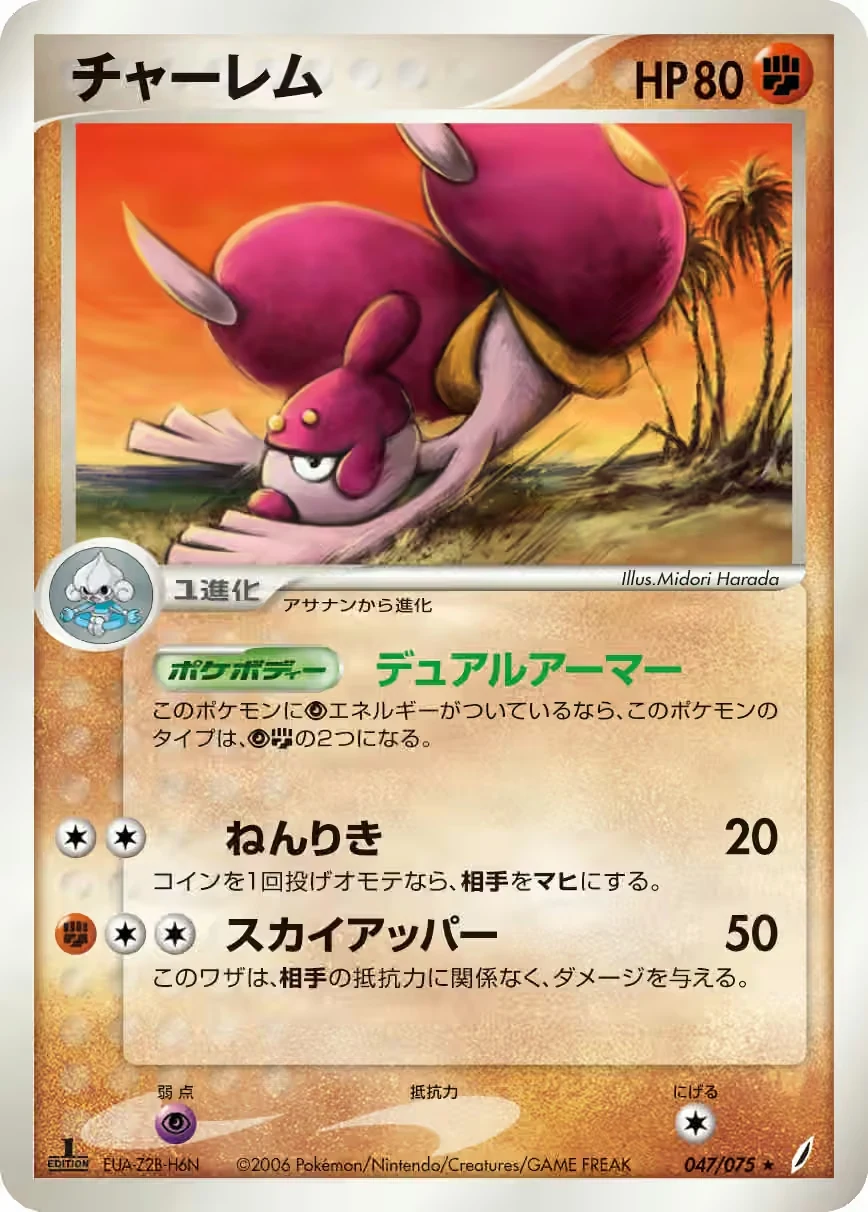 チャーレム HP80
Illus.Midori Harada
1進化
アサナンから進化
ポケボディー デュアルアーマー
このポケモンにエネルギーがついているなら、このポケモンの
タイプは、の2つになる。
ねんりき 20
コインを1回投げオモテなら、相手をマヒにする。
スカイアッパー 50
このワザは、相手の抵抗力に関係なく、ダメージを与える。
弱点 抵抗力 にげる
1 EDITION EUA-Z2B-H6N ©2006 Pokémon/Nintendo/Creatures/GAME FREAK 047/075 ★